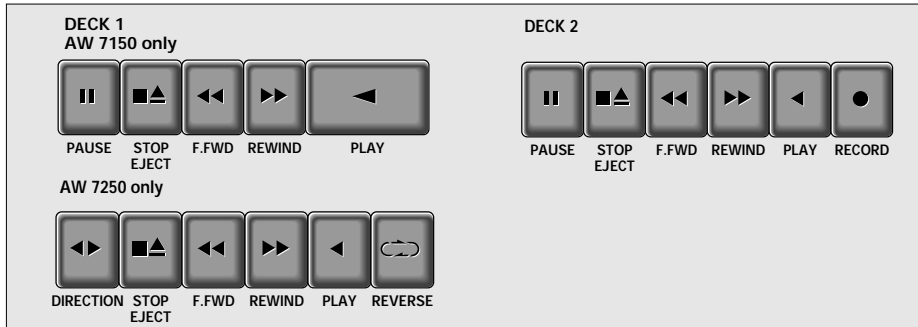 DECK 1
AW 7150 only
PAUSE STOP EJECT F.FWD REWIND PLAY
AW 7250 only
DIRECTION STOP EJECT F.FWD REWIND PLAY REVERSE
DECK 2
PAUSE STOP EJECT F.FWD REWIND PLAY RECORD